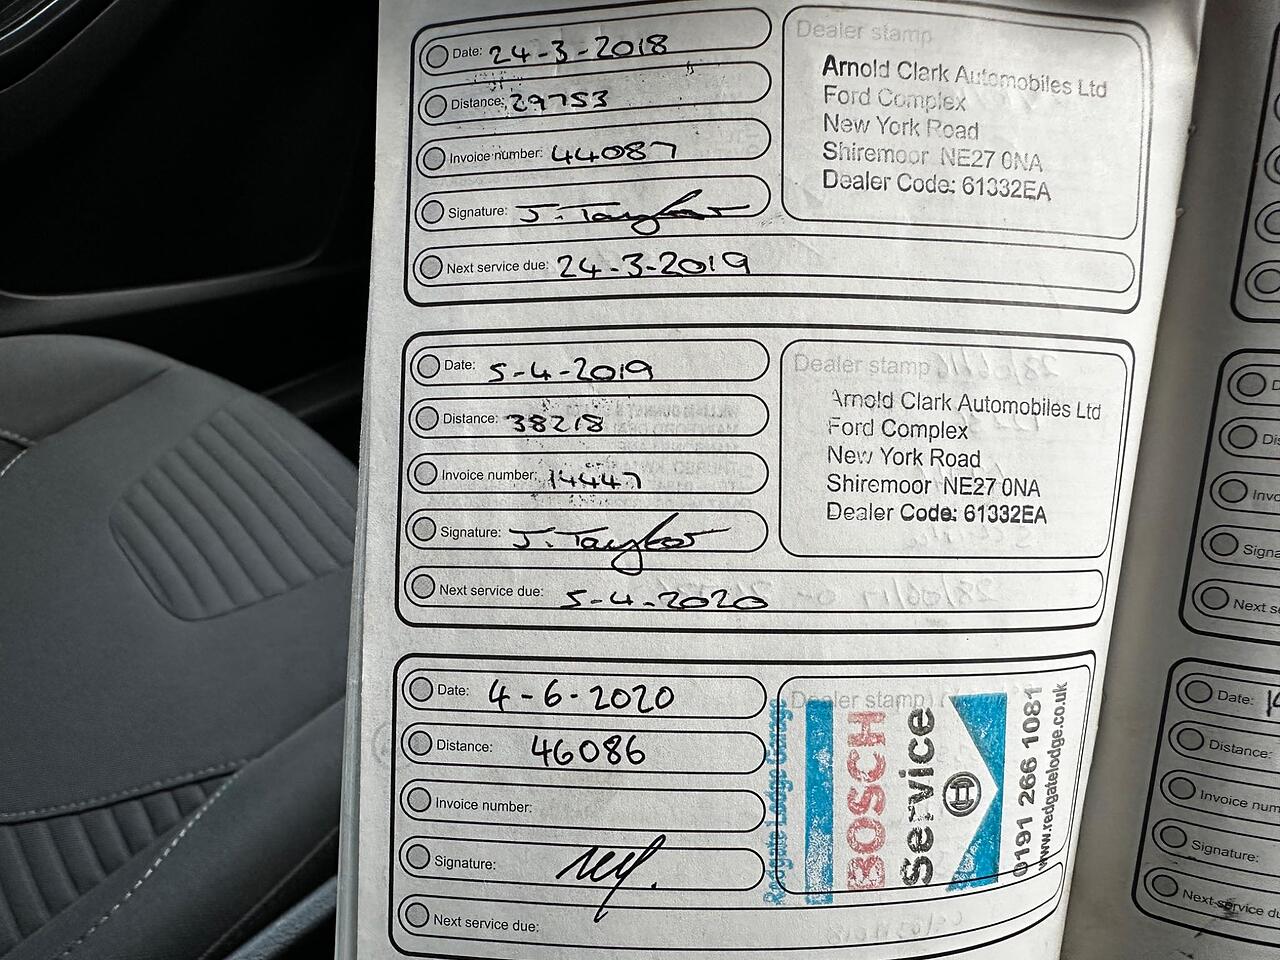 Date: 24-3-2018
Distance: 29753
Invoice number: 44087
Signature: J. Taylor
Next service due: 24-3-2019
Dealer stamp
Arnold Clark Automobiles Ltd
Ford Complex
New York Road
Shiremoor NE27 0NA
Dealer Code: 61332EA
Date: 5-4-2019
Distance: 38218
Invoice number: 14447
Signature: J. Taylor
Next service due: 5-4-2020
Dealer stamp
Arnold Clark Automobiles Ltd
Ford Complex
New York Road
Shiremoor NE27 0NA
Dealer Code: 61332EA
Date: 4-6-2020
Distance: 46086
Invoice number:
Signature:
Next service due:
Dealer stamp
Redgate Lodge Garage
BOSCH
Service
0191 266 1081
www.redgatelodge.co.uk
Date:
Distance:
Invoice num
Signature:
Next service du